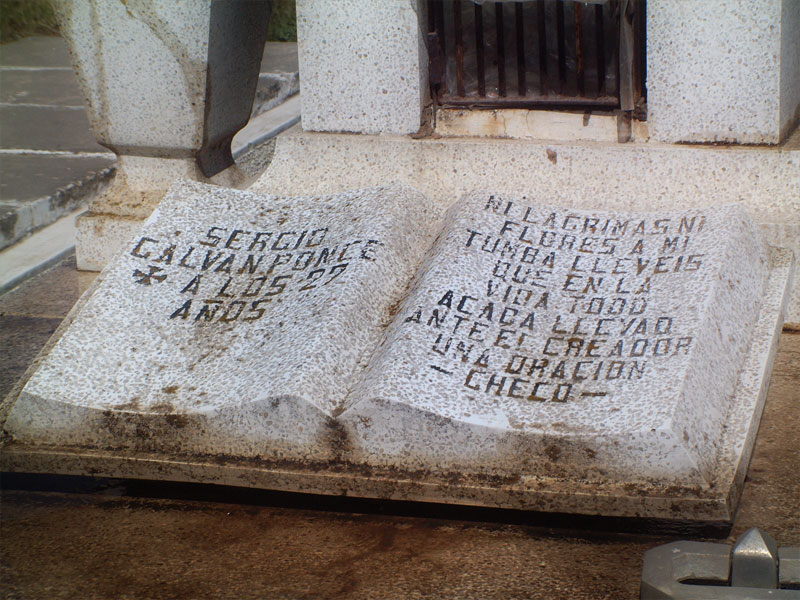 SERGIO
GALVAN PONCE
✠ A LOS 27
AÑOS
NI LAGRIMAS NI
FLORES A MI
TUMBA LLEVEIS
QUE EN LA
VIDA TODO
ACABA LLEVAD
ANTE El CREADOR
UNA ORACION
- CHECO -